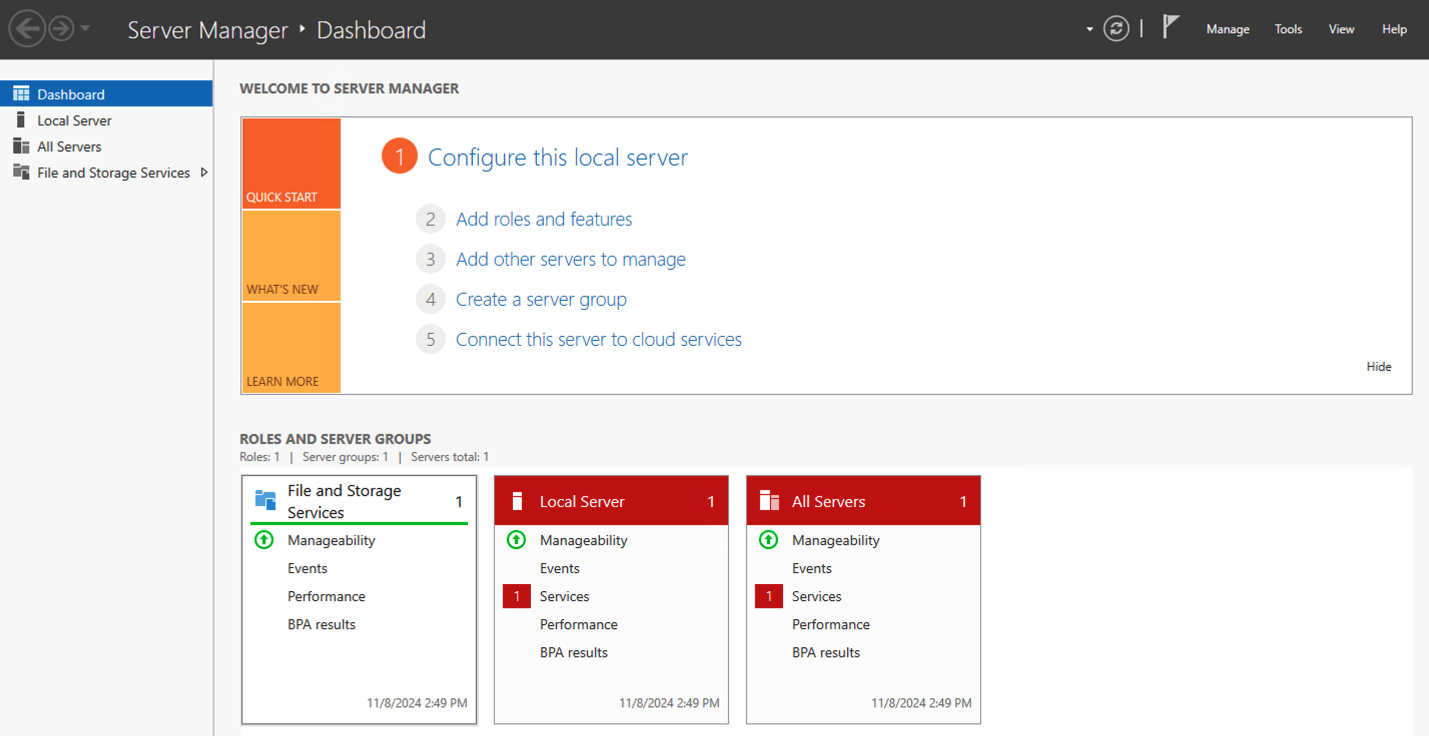 Server Manager ‣ Dashboard
Manage Tools View Help
Dashboard
Local Server
All Servers
File and Storage Services
WELCOME TO SERVER MANAGER
QUICK START
WHAT'S NEW
LEARN MORE
1 Configure this local server
2 Add roles and features
3 Add other servers to manage
4 Create a server group
5 Connect this server to cloud services
Hide
ROLES AND SERVER GROUPS
Roles: 1 | Server groups: 1 | Servers total: 1
File and Storage
Services
1
Manageability
Events
Performance
BPA results
11/8/2024 2:49 PM
Local Server 1
Manageability
Events
1 Services
Performance
BPA results
11/8/2024 2:49 PM
All Servers 1
Manageability
Events
1 Services
Performance
BPA results
11/8/2024 2:49 PM